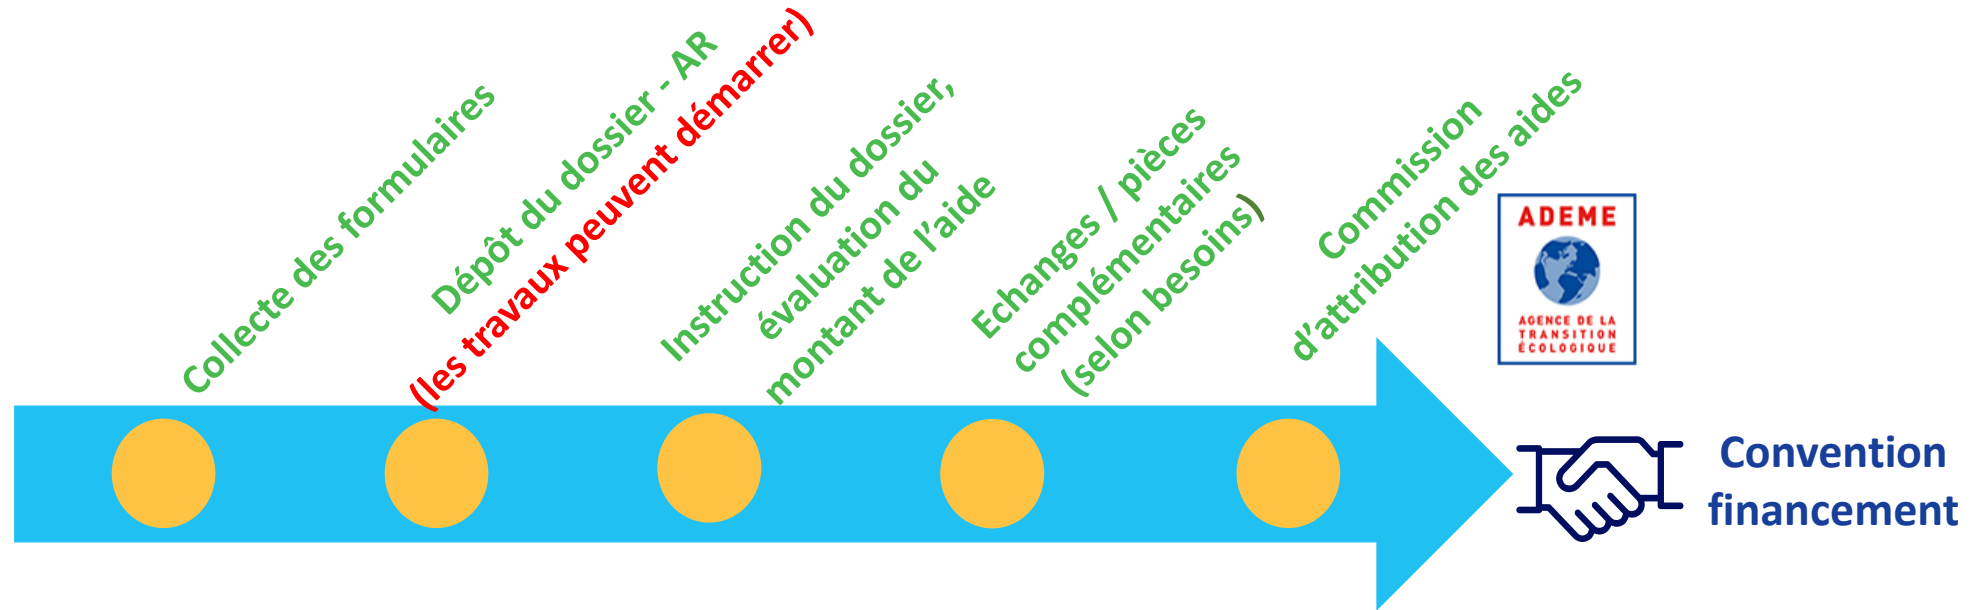 Collecte des formulaires
Dépôt du dossier - AR
(les travaux peuvent démarrer)
Instruction du dossier,
évaluation du
montant de l’aide
Echanges / pièces
complémentaires
(selon besoins)
Commission
d’attribution des aides
ADEME
AGENCE DE LA
TRANSITION
ÉCOLOGIQUE
Convention
financement